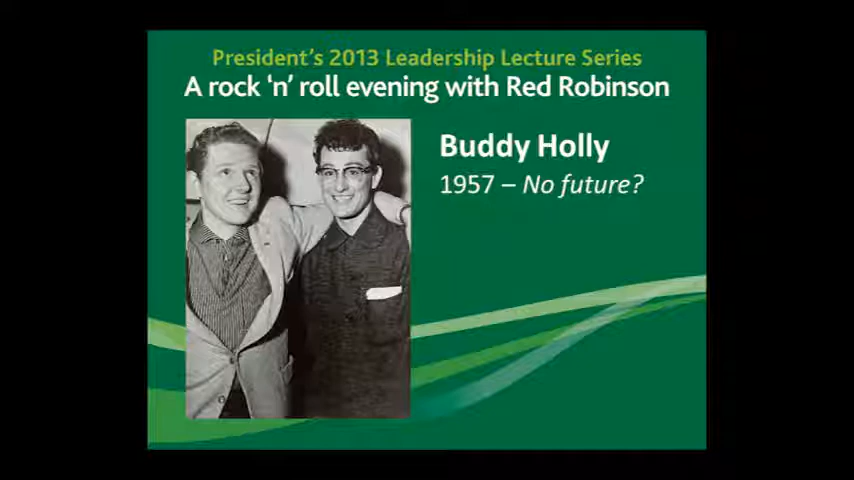 President's 2013 Leadership Lecture Series
A rock 'n' roll evening with Red Robinson
Buddy Holly
1957 – No future?